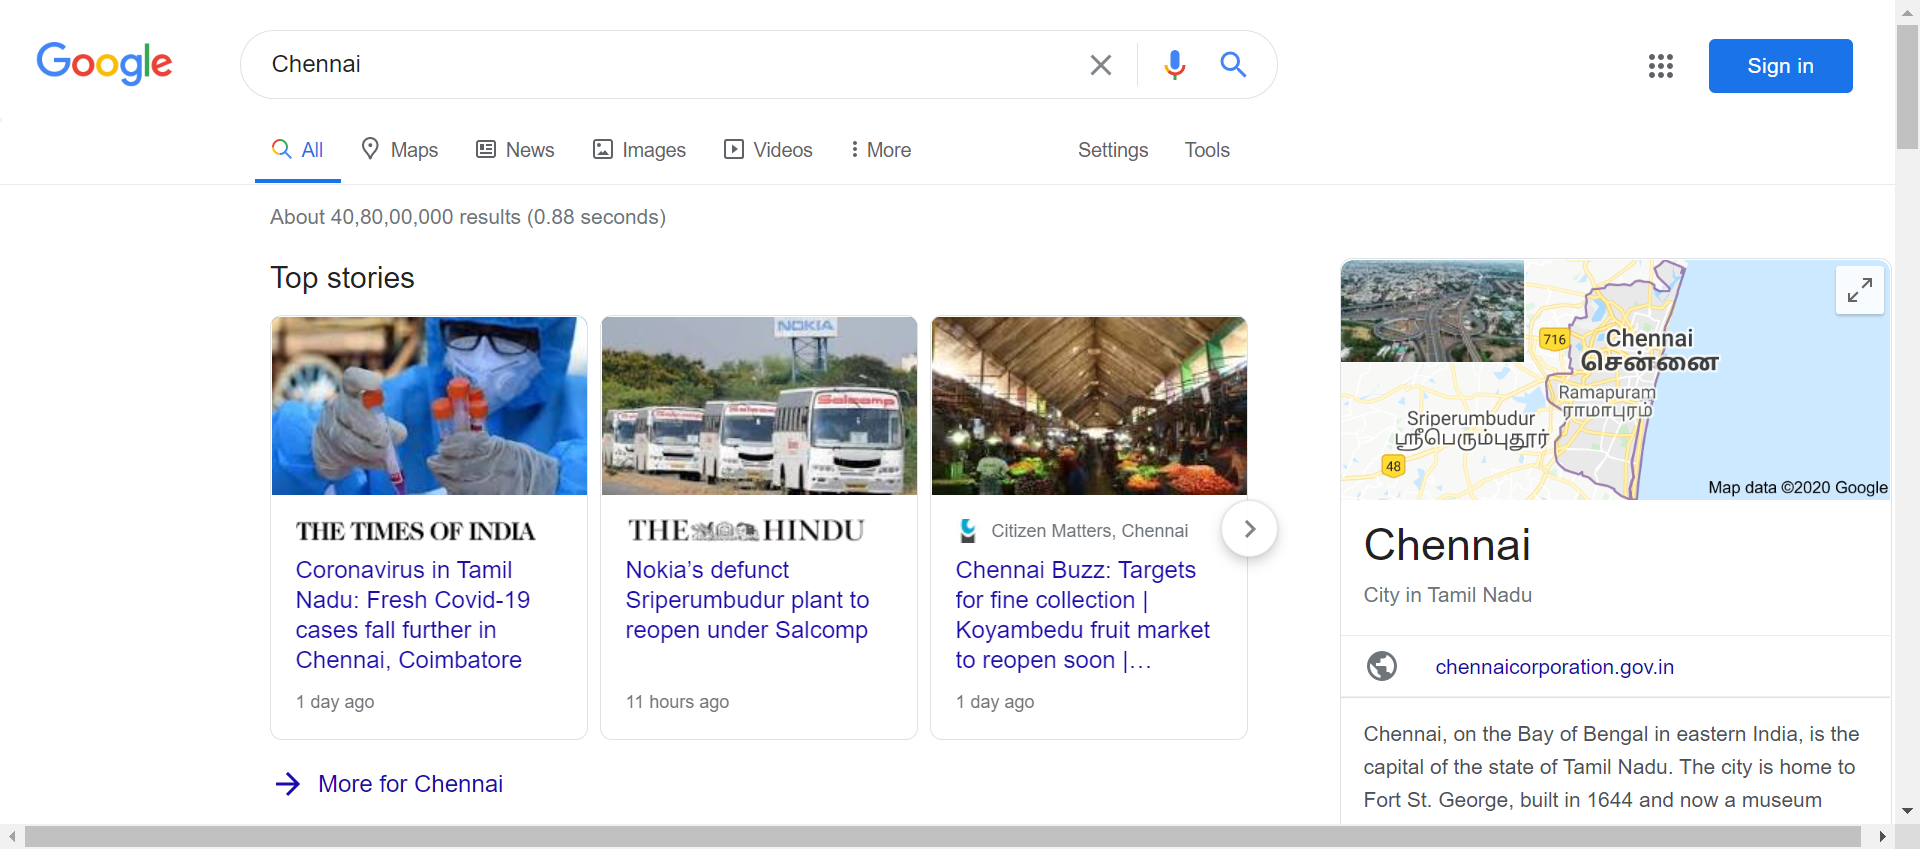 Google
Chennai
Sign in
All
Maps
News
Images
Videos
More
Settings
Tools
About 40,80,00,000 results (0.88 seconds)
Top stories
NOKIA
Salcomp
THE TIMES OF INDIA
Coronavirus in Tamil
Nadu: Fresh Covid-19
cases fall further in
Chennai, Coimbatore
1 day ago
THE HINDU
Nokia’s defunct
Sriperumbudur plant to
reopen under Salcomp
11 hours ago
Citizen Matters, Chennai
Chennai Buzz: Targets
for fine collection |
Koyambedu fruit market
to reopen soon |…
1 day ago
More for Chennai
716
Chennai
சென்னை
Ramapuram
ராமாபுரம்
Sriperumbudur
ஸ்ரீபெரும்புதூர்
48
Map data ©2020 Google
Chennai
City in Tamil Nadu
chennaicorporation.gov.in
Chennai, on the Bay of Bengal in eastern India, is the
capital of the state of Tamil Nadu. The city is home to
Fort St. George, built in 1644 and now a museum